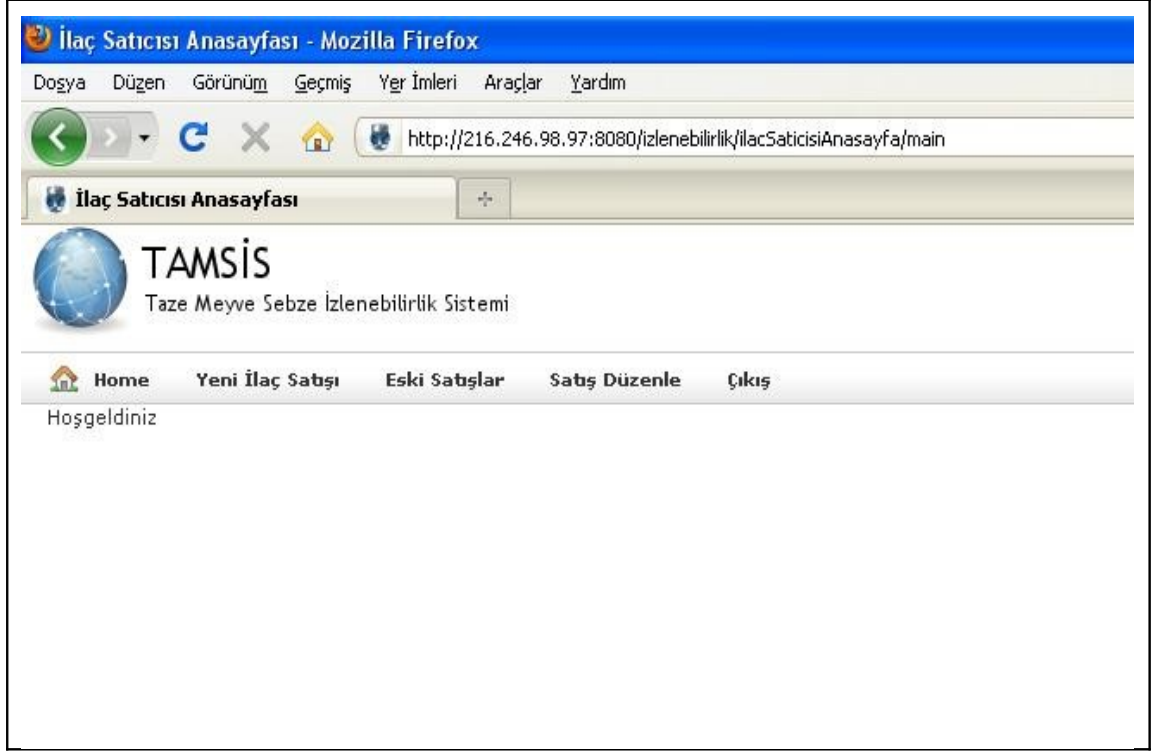 İlaç Satıcısı Anasayfası - Mozilla Firefox
Dosya Düzen Görünüm Geçmiş Yer İmleri Araçlar Yardım
http://216.246.98.97:8080/izlenebilirlik/ilacSaticisiAnasayfa/main
İlaç Satıcısı Anasayfası
TAMSİS
Taze Meyve Sebze İzlenebilirlik Sistemi
Home Yeni İlaç Satışı Eski Satışlar Satış Düzenle Çıkış
Hoşgeldiniz